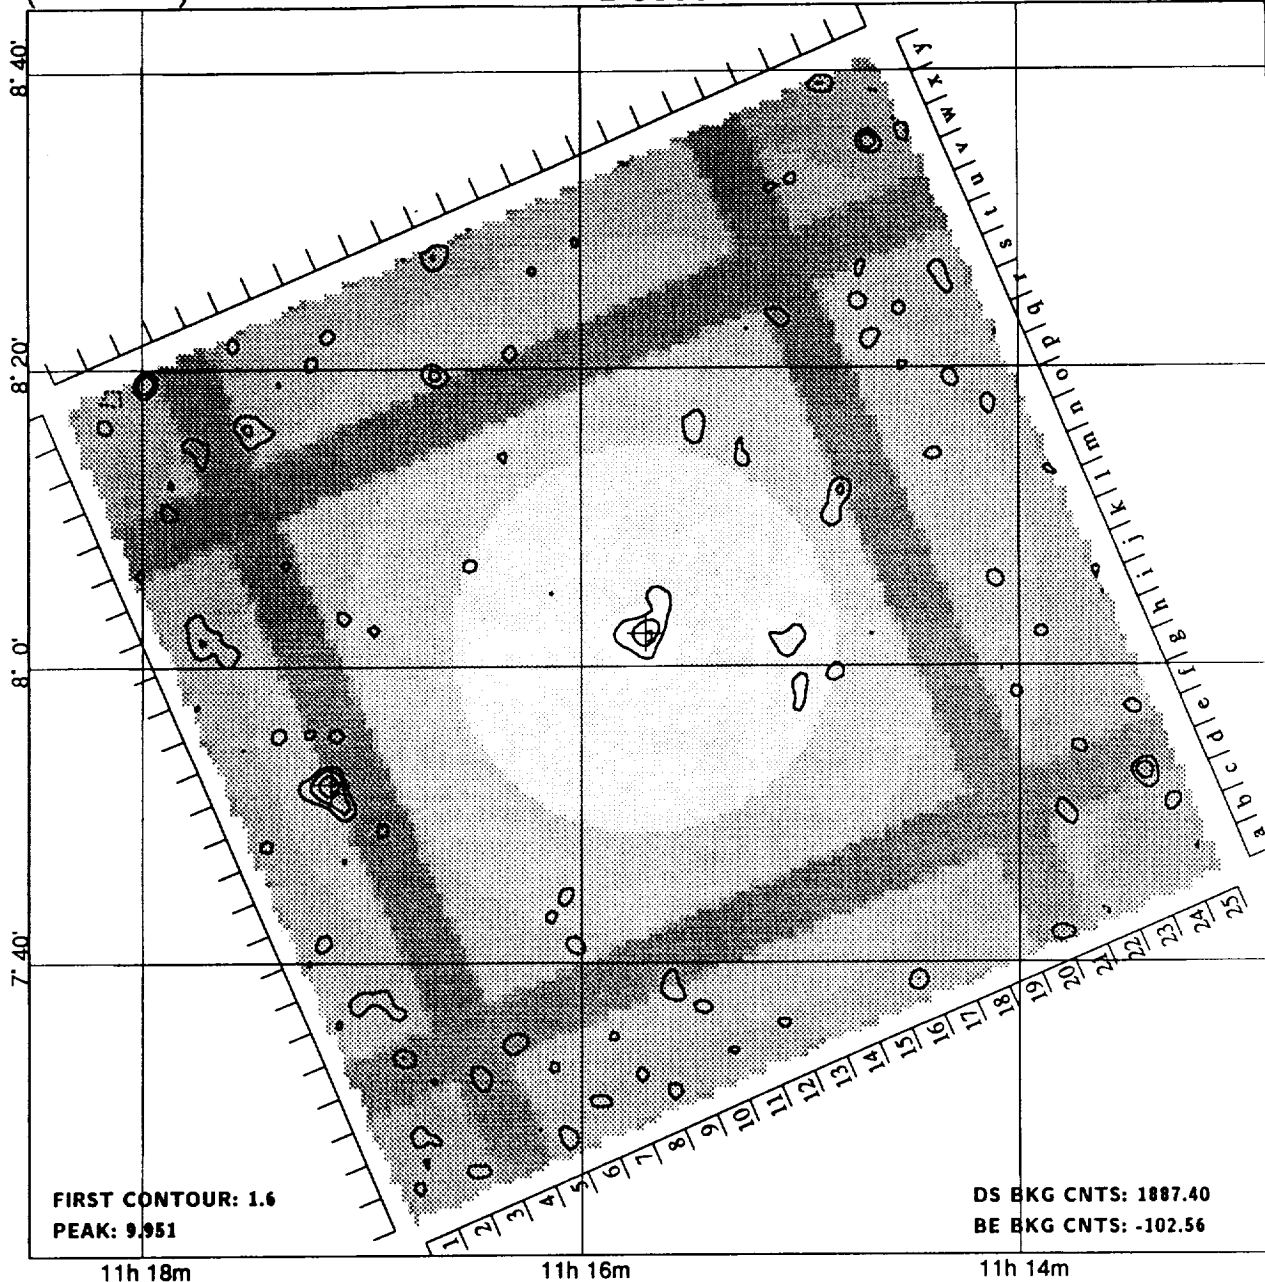 8° 40'
8° 20'
8° 0'
7° 40'
y
x
w
v
u
t
s
r
q
p
o
n
m
l
k
j
i
h
g
f
e
d
c
b
a
1
2
3
4
5
6
7
8
9
10
11
12
13
14
15
16
17
18
19
20
21
22
23
24
25
FIRST CONTOUR: 1.6
PEAK: 9.951
DS BKG CNTS: 1887.40
BE BKG CNTS: -102.56
11h 18m
11h 16m
11h 14m